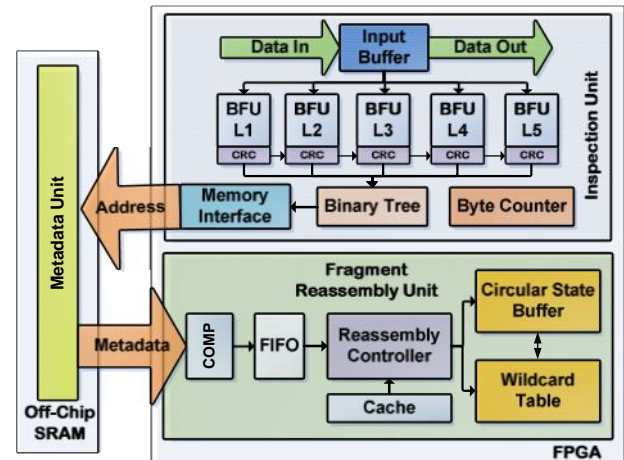 Data In
Input
Buffer
Data Out
BFU
L1
CRC
BFU
L2
CRC
BFU
L3
CRC
BFU
L4
CRC
BFU
L5
CRC
Inspection Unit
Address
Memory
Interface
Binary Tree
Byte Counter
Metadata Unit
Fragment
Reassembly Unit
Metadata
COMP
FIFO
Reassembly
Controller
Cache
Circular State
Buffer
Wildcard
Table
Off-Chip
SRAM
FPGA